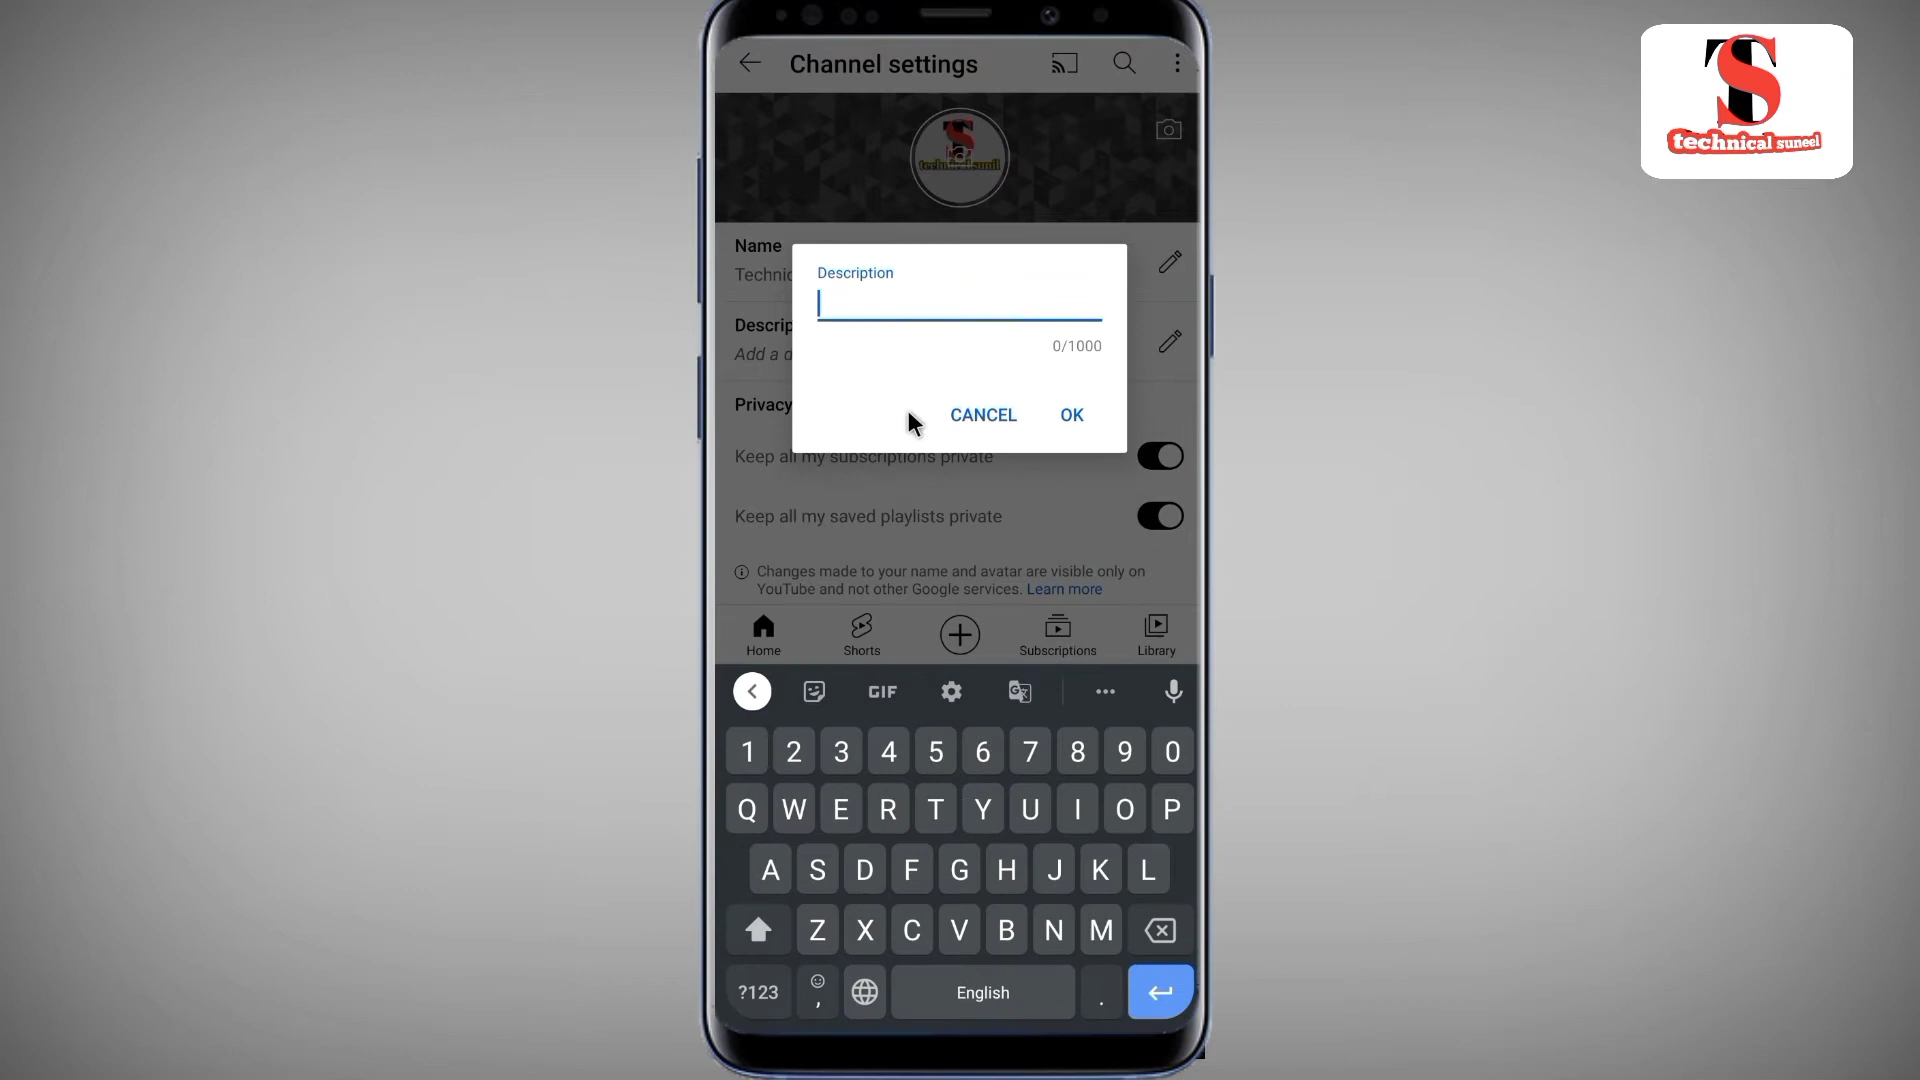 Channel settings
TS
technical suneel
technical sunil
Name
Technic
Description
0/1000
CANCEL
OK
Descrip
Add a d
Privacy
Keep all my subscriptions private
Keep all my saved playlists private
Changes made to your name and avatar are visible only on
YouTube and not other Google services. Learn more
Home
Shorts
Subscriptions
Library
GIF
1 2 3 4 5 6 7 8 9 0
Q W E R T Y U I O P
A S D F G H J K L
Z X C V B N M
?123
,
English
.